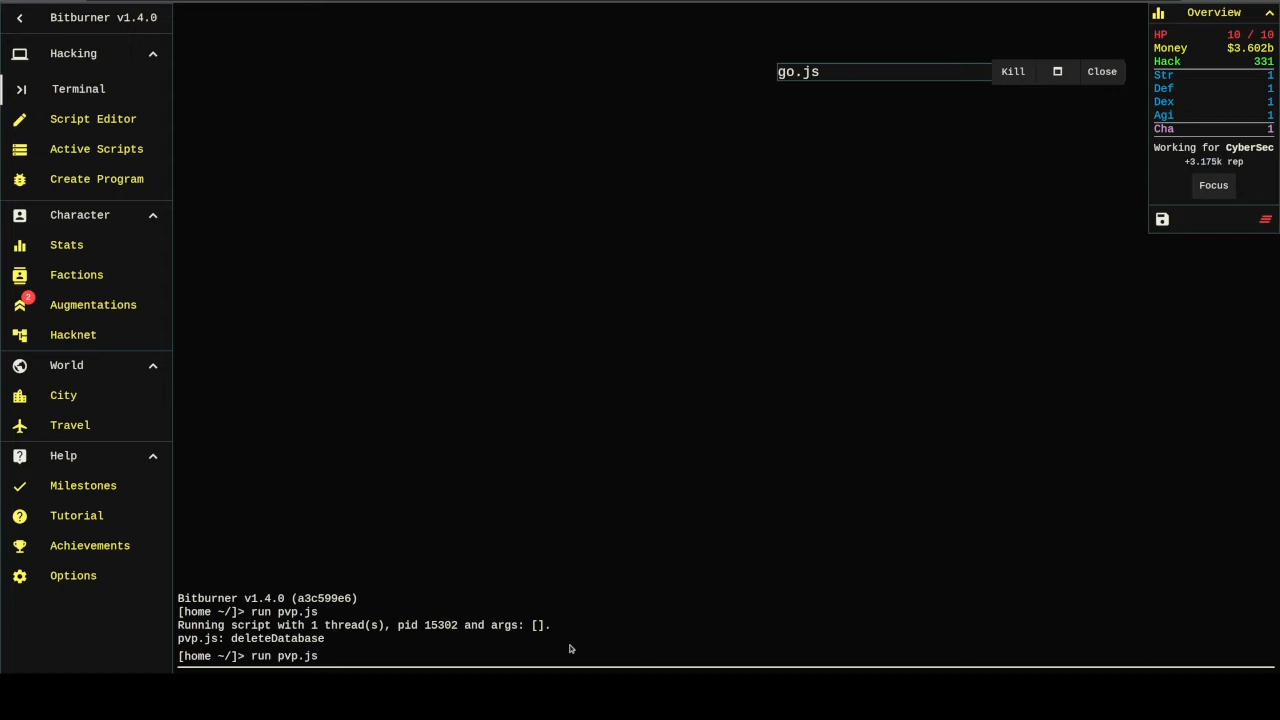 Bitburner v1.4.0
Hacking
Terminal
Script Editor
Active Scripts
Create Program
Character
Stats
Factions
2
Augmentations
Hacknet
World
City
Travel
Help
Milestones
Tutorial
Achievements
Options
go.js
Kill
Close
Overview
HP 10 / 10
Money $3.602b
Hack 331
Str 1
Def 1
Dex 1
Agi 1
Cha 1
Working for CyberSec
+3.175k rep
Focus
Bitburner v1.4.0 (a3c599e6)
[home ~/]> run pvp.js
Running script with 1 thread(s), pid 15302 and args: [].
pvp.js: deleteDatabase
[home ~/]> run pvp.js